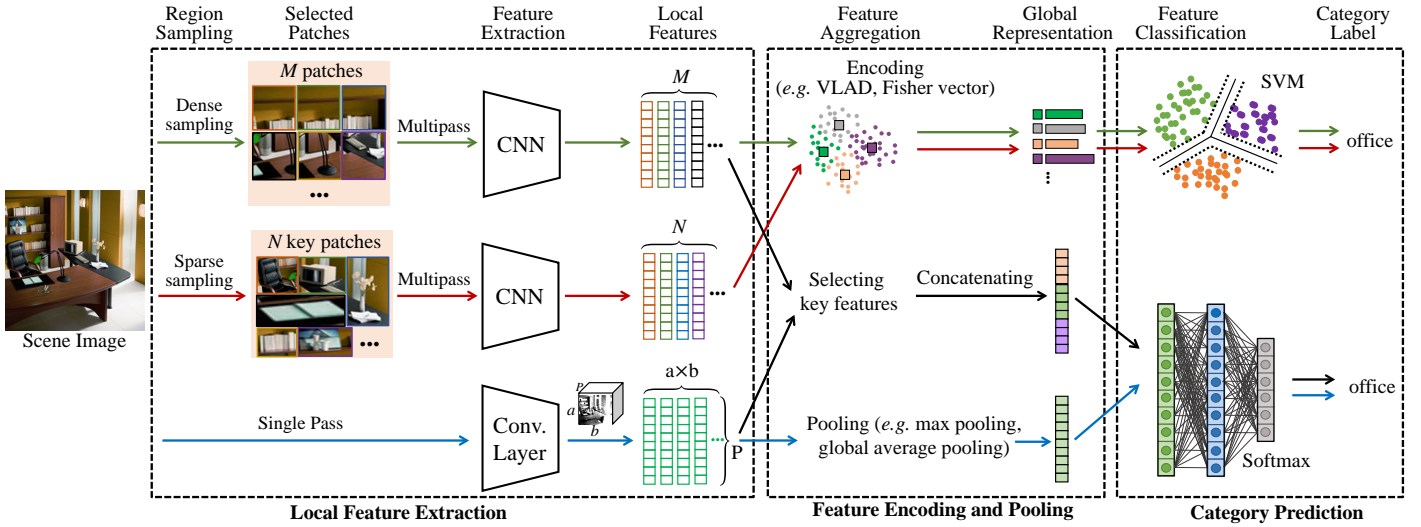 Region
Sampling
Selected
Patches
Feature
Extraction
Local
Features
Feature
Aggregation
Global
Representation
Feature
Classification
Category
Label
M patches
Dense
sampling
Multipass
CNN
M
...
Encoding
(e.g. VLAD, Fisher vector)
SVM
office
...
N key patches
Sparse
sampling
Multipass
CNN
N
...
Selecting
key features
Concatenating
Scene Image
...
Single Pass
Conv.
Layer
P
a
b
a×b
...
P
Pooling (e.g. max pooling,
global average pooling)
Softmax
office
Local Feature Extraction
Feature Encoding and Pooling
Category Prediction